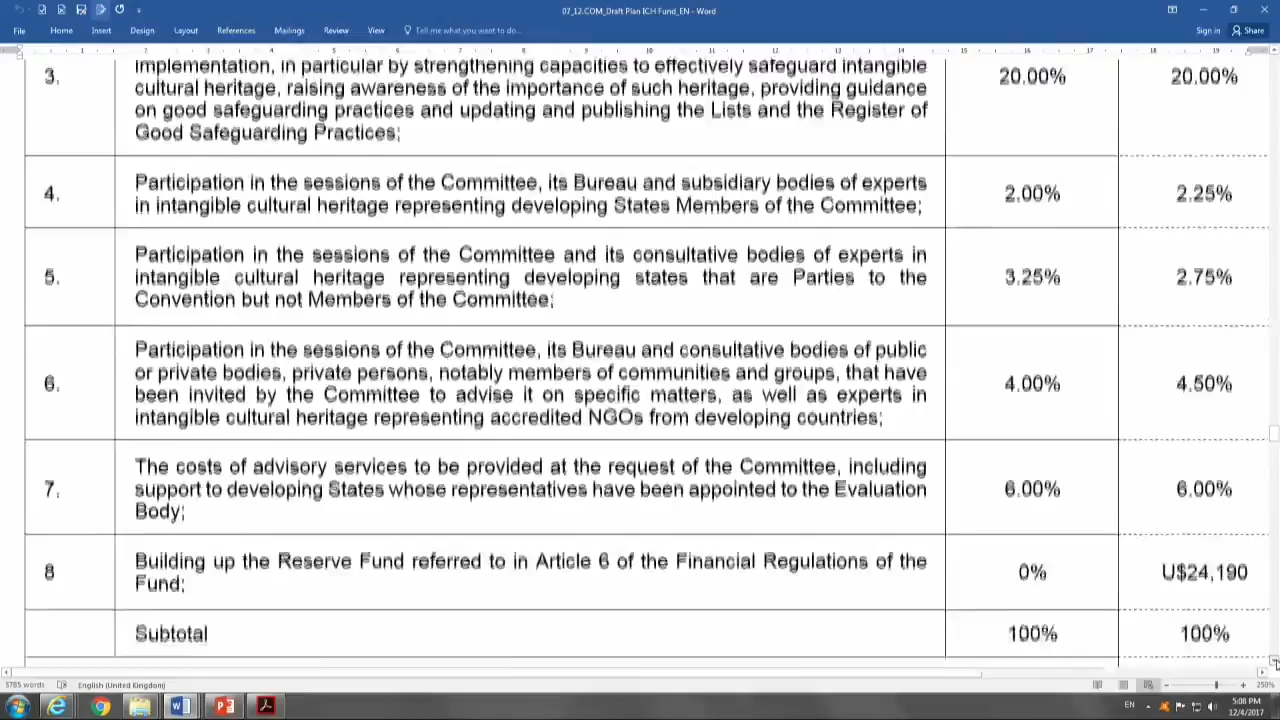 07_12.COM_Draft Plan ICH Fund_EN - Word
File Home Insert Design Layout References Mailings Review View Tell me what you want to do... Sign in Share
3.
implementation, in particular by strengthening capacities to effectively safeguard intangible
cultural heritage, raising awareness of the importance of such heritage, providing guidance
on good safeguarding practices and updating and publishing the Lists and the Register of
Good Safeguarding Practices;
20.00% 20.00%
4.
Participation in the sessions of the Committee, its Bureau and subsidiary bodies of experts
in intangible cultural heritage representing developing States Members of the Committee;
2.00% 2.25%
5.
Participation in the sessions of the Committee and its consultative bodies of experts in
intangible cultural heritage representing developing states that are Parties to the
Convention but not Members of the Committee;
3.25% 2.75%
6.
Participation in the sessions of the Committee, its Bureau and consultative bodies of public
or private bodies, private persons, notably members of communities and groups, that have
been invited by the Committee to advise it on specific matters, as well as experts in
intangible cultural heritage representing accredited NGOs from developing countries;
4.00% 4.50%
7.
The costs of advisory services to be provided at the request of the Committee, including
support to developing States whose representatives have been appointed to the Evaluation
Body;
6.00% 6.00%
8
Building up the Reserve Fund referred to in Article 6 of the Financial Regulations of the
Fund;
0% U$24,190
Subtotal 100% 100%
5785 words English (United Kingdom) 250%
EN 5:08 PM
12/4/2017